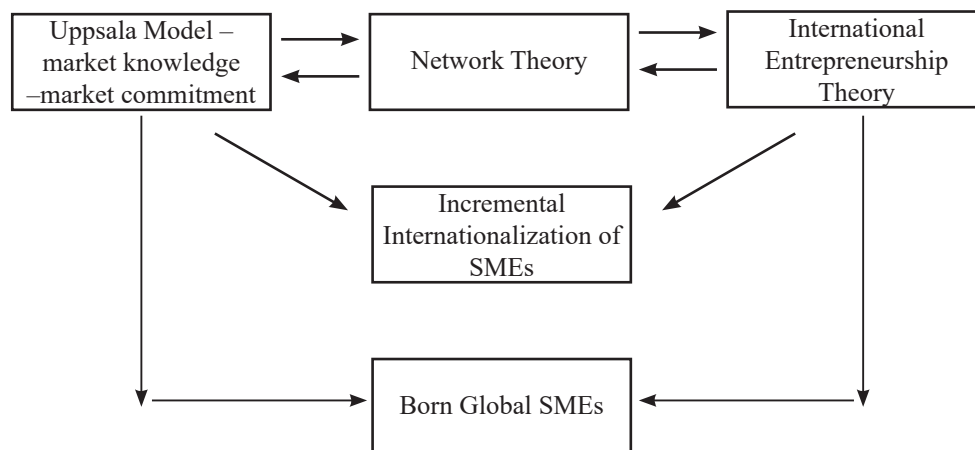 Uppsala Model –
market knowledge
–market commitment
Network Theory
International
Entrepreneurship
Theory
Incremental
Internationalization of
SMEs
Born Global SMEs